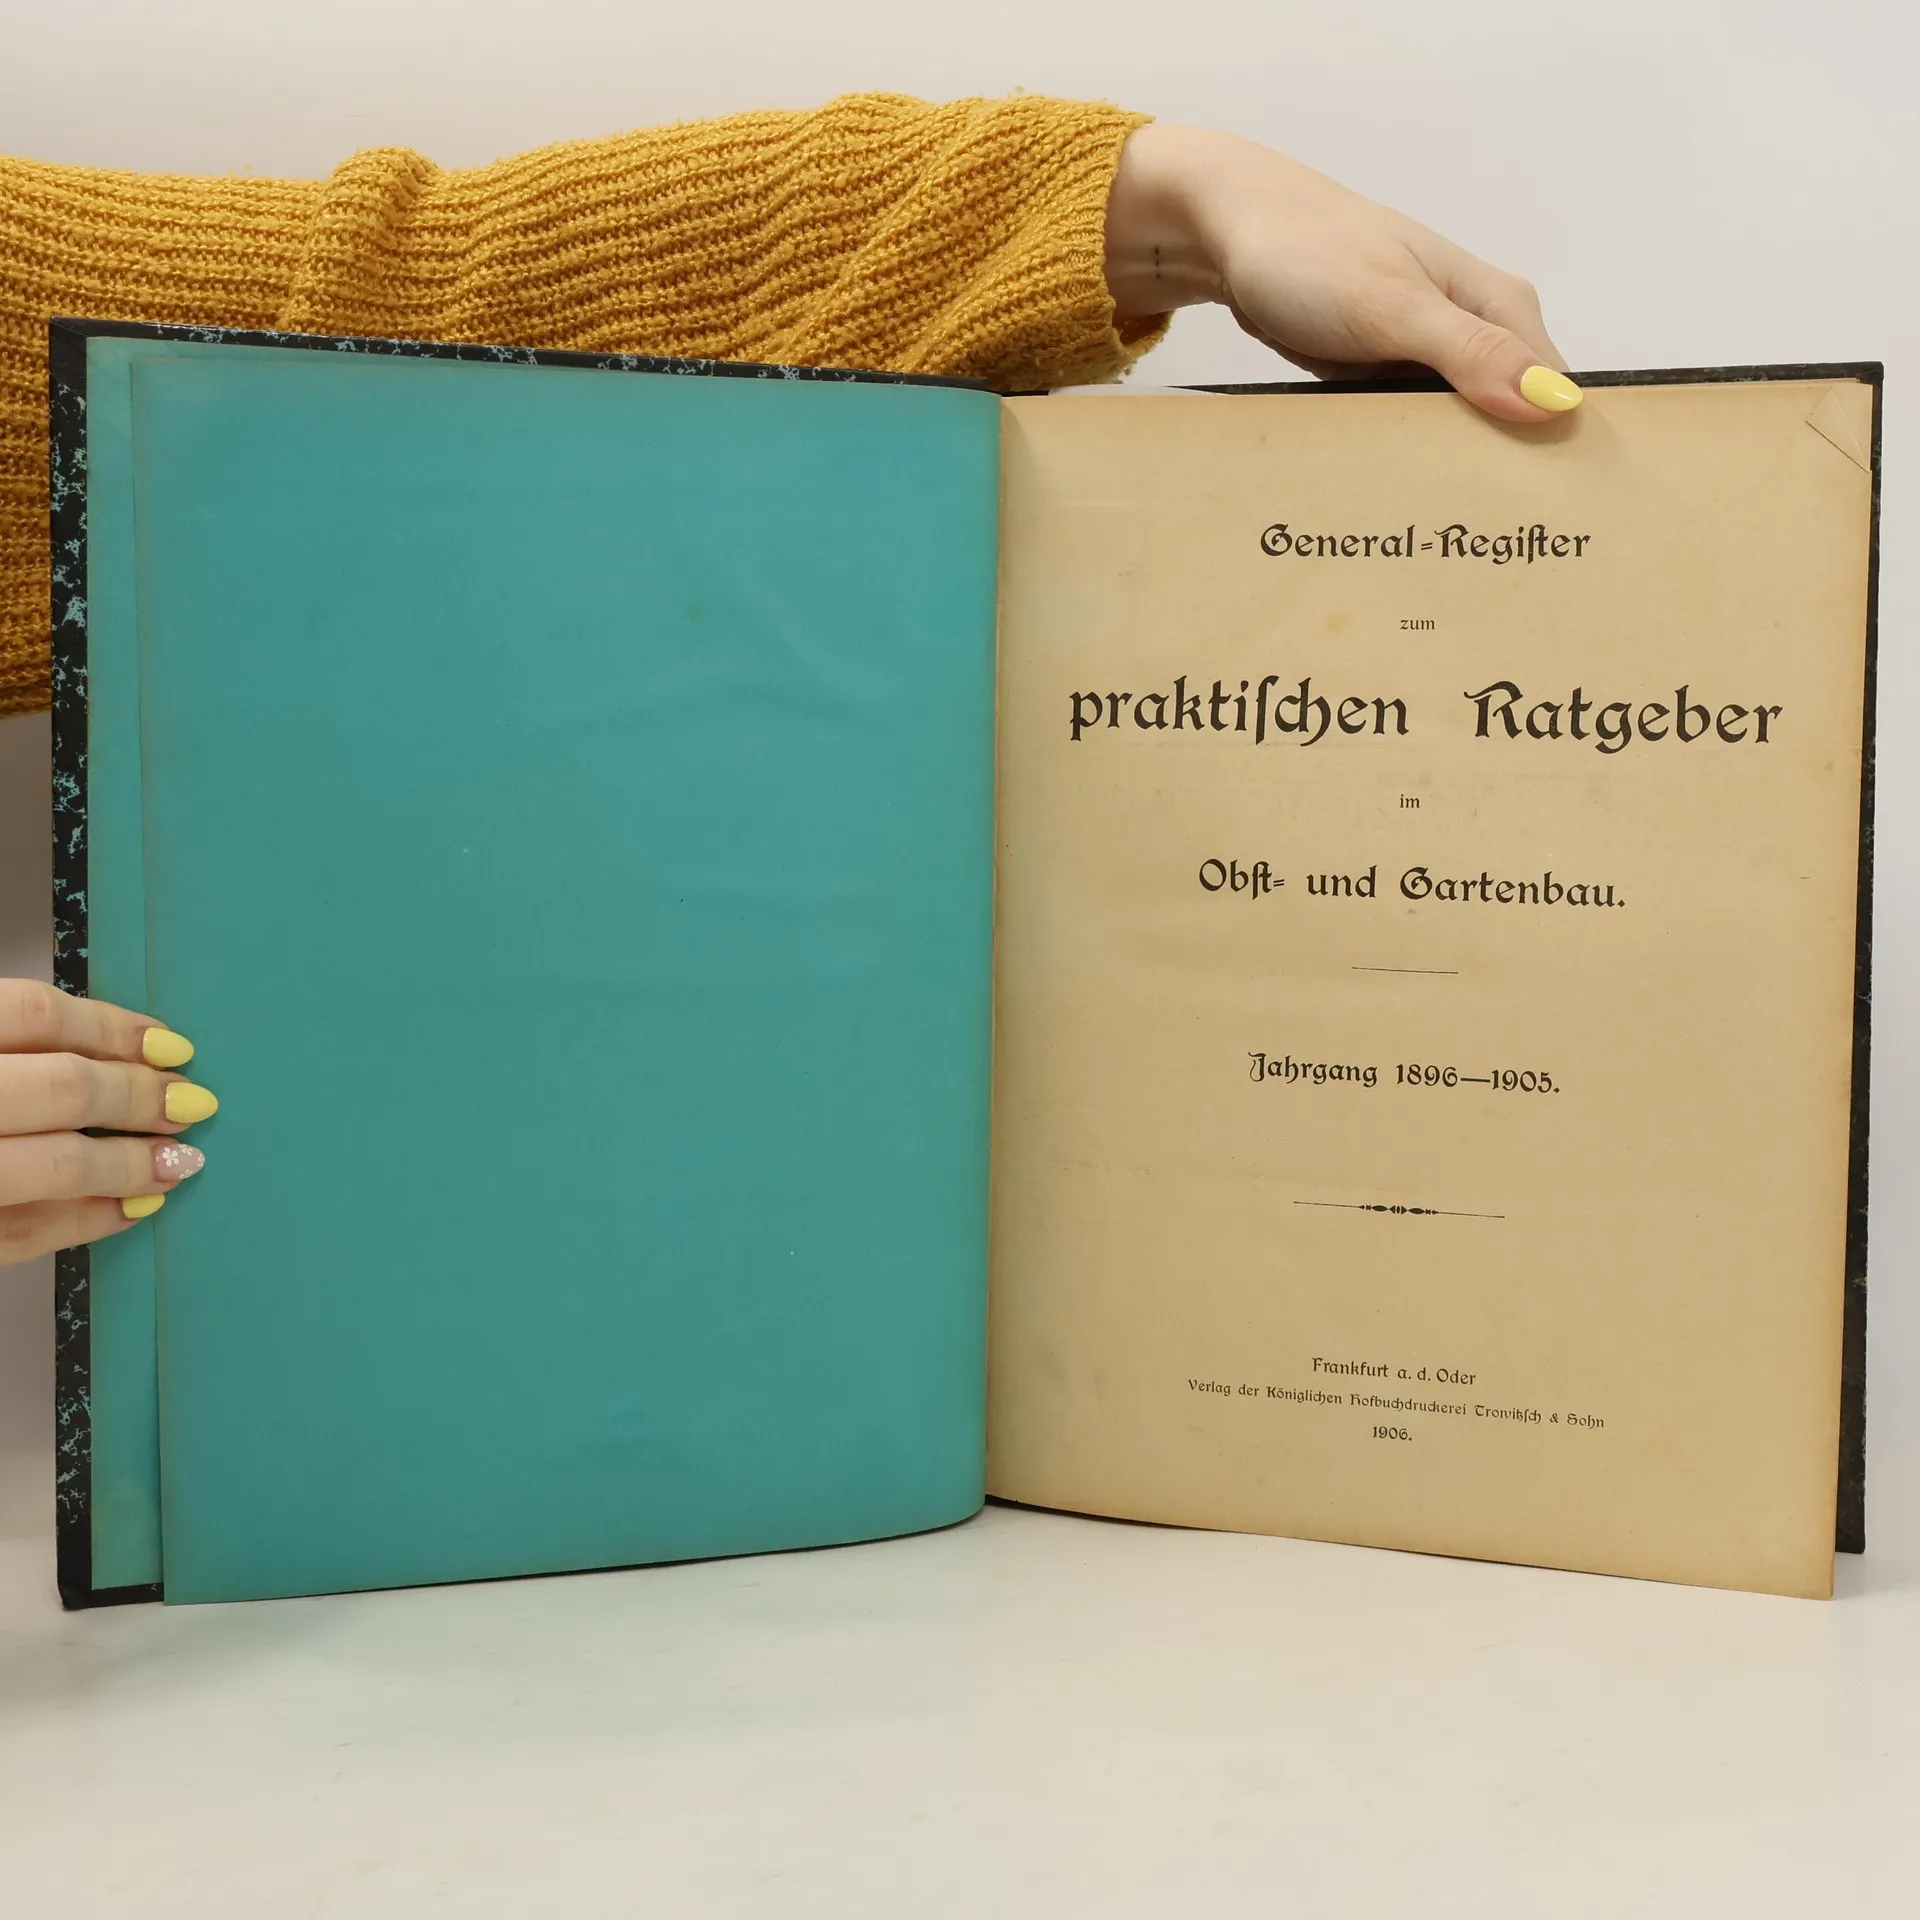 General-Regiſter
zum
praktiſchen Ratgeber
im
Obſt- und Gartenbau.
Jahrgang 1896—1905.
Frankfurt a. d. Oder
Verlag der Königlichen Hofbuchdruckerei Trowitzſch & Sohn
1906.